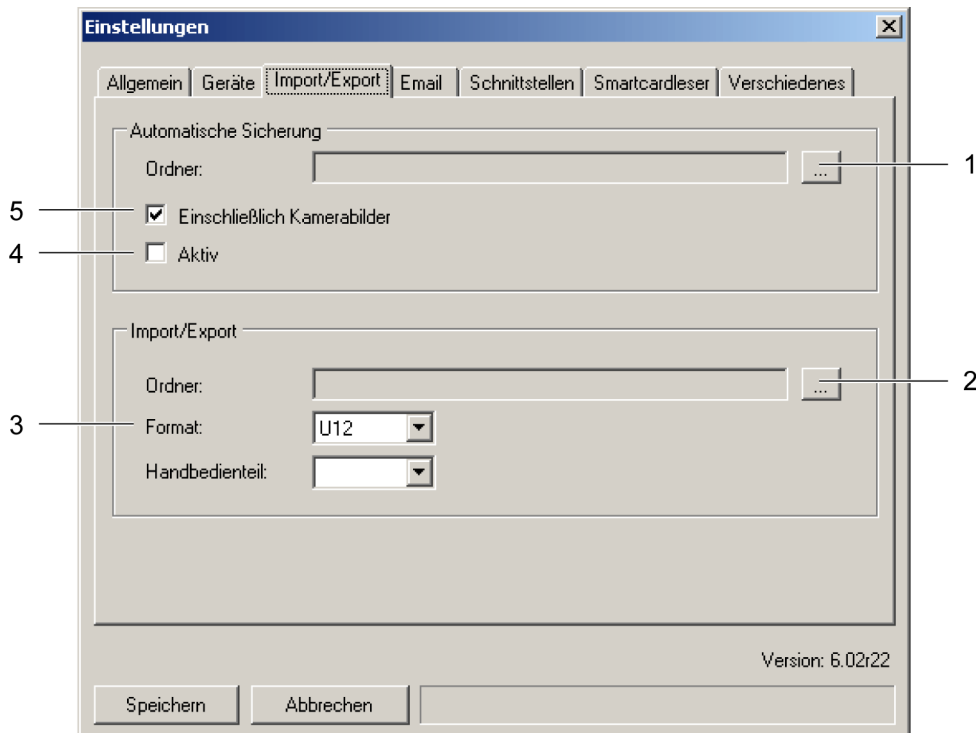 Einstellungen
Allgemein Geräte Import/Export Email Schnittstellen Smartcardleser Verschiedenes
Automatische Sicherung
Ordner: ... 1
5 Einschließlich Kamerabilder
4 Aktiv
Import/Export
Ordner: ... 2
3 Format: U12
Handbedienteil:
Version: 6.02r22
Speichern Abbrechen